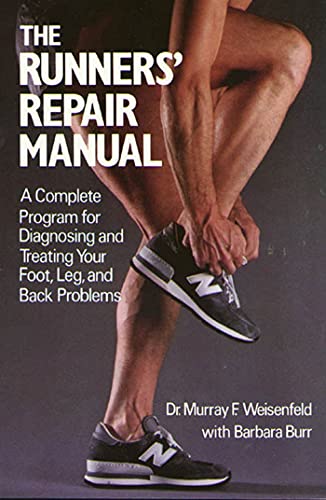 THE
RUNNERS'
REPAIR
MANUAL
A Complete
Program for
Diagnosing and
Treating Your
Foot, Leg, and
Back Problems
N
N
Dr. Murray F. Weisenfeld
with Barbara Burr